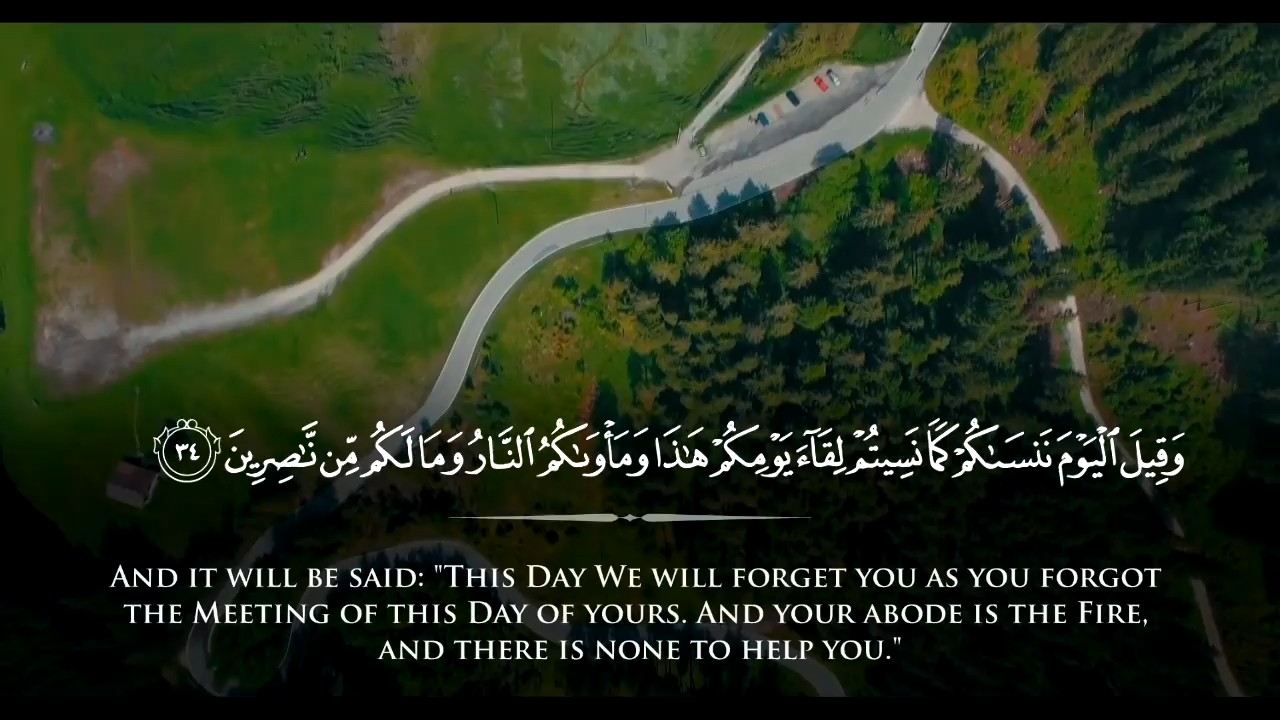 وَقِيلَ ٱلْيَوْمَ نَنسَىٰكُمْ كَمَا نَسِيتُمْ لِقَآءَ يَوْمِكُمْ هَٰذَا وَمَأْوَىٰكُمُ ٱلنَّارُ وَمَا لَكُم مِّن نَّٰصِرِينَ ٣٤
AND IT WILL BE SAID: "THIS DAY WE WILL FORGET YOU AS YOU FORGOT
THE MEETING OF THIS DAY OF YOURS. AND YOUR ABODE IS THE FIRE,
AND THERE IS NONE TO HELP YOU."